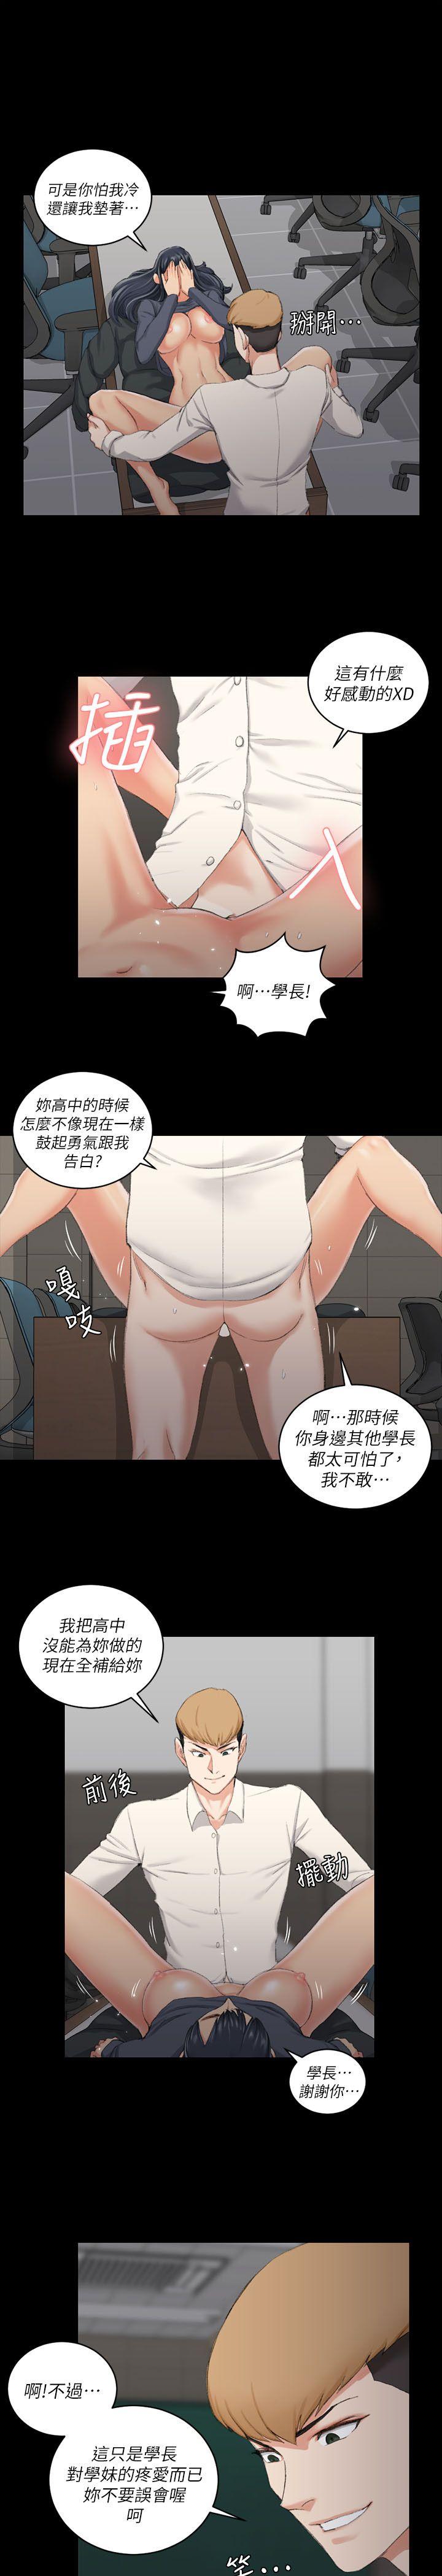 可是你怕我冷
還讓我墊著…
掰開…
這有什麼
好感動的XD
插
入
啊…學長!
妳高中的時候
怎麼不像現在一樣
鼓起勇氣跟我
告白?
嘎
吱
啊…那時候
你身邊其他學長
都太可怕了,
我不敢…
我把高中
沒能為妳做的
現在全補給妳
前後
擺動
學長…
謝謝你…
啊!不過…
這只是學長
對學妹的疼愛而已
妳不要誤會喔
呵
笑…